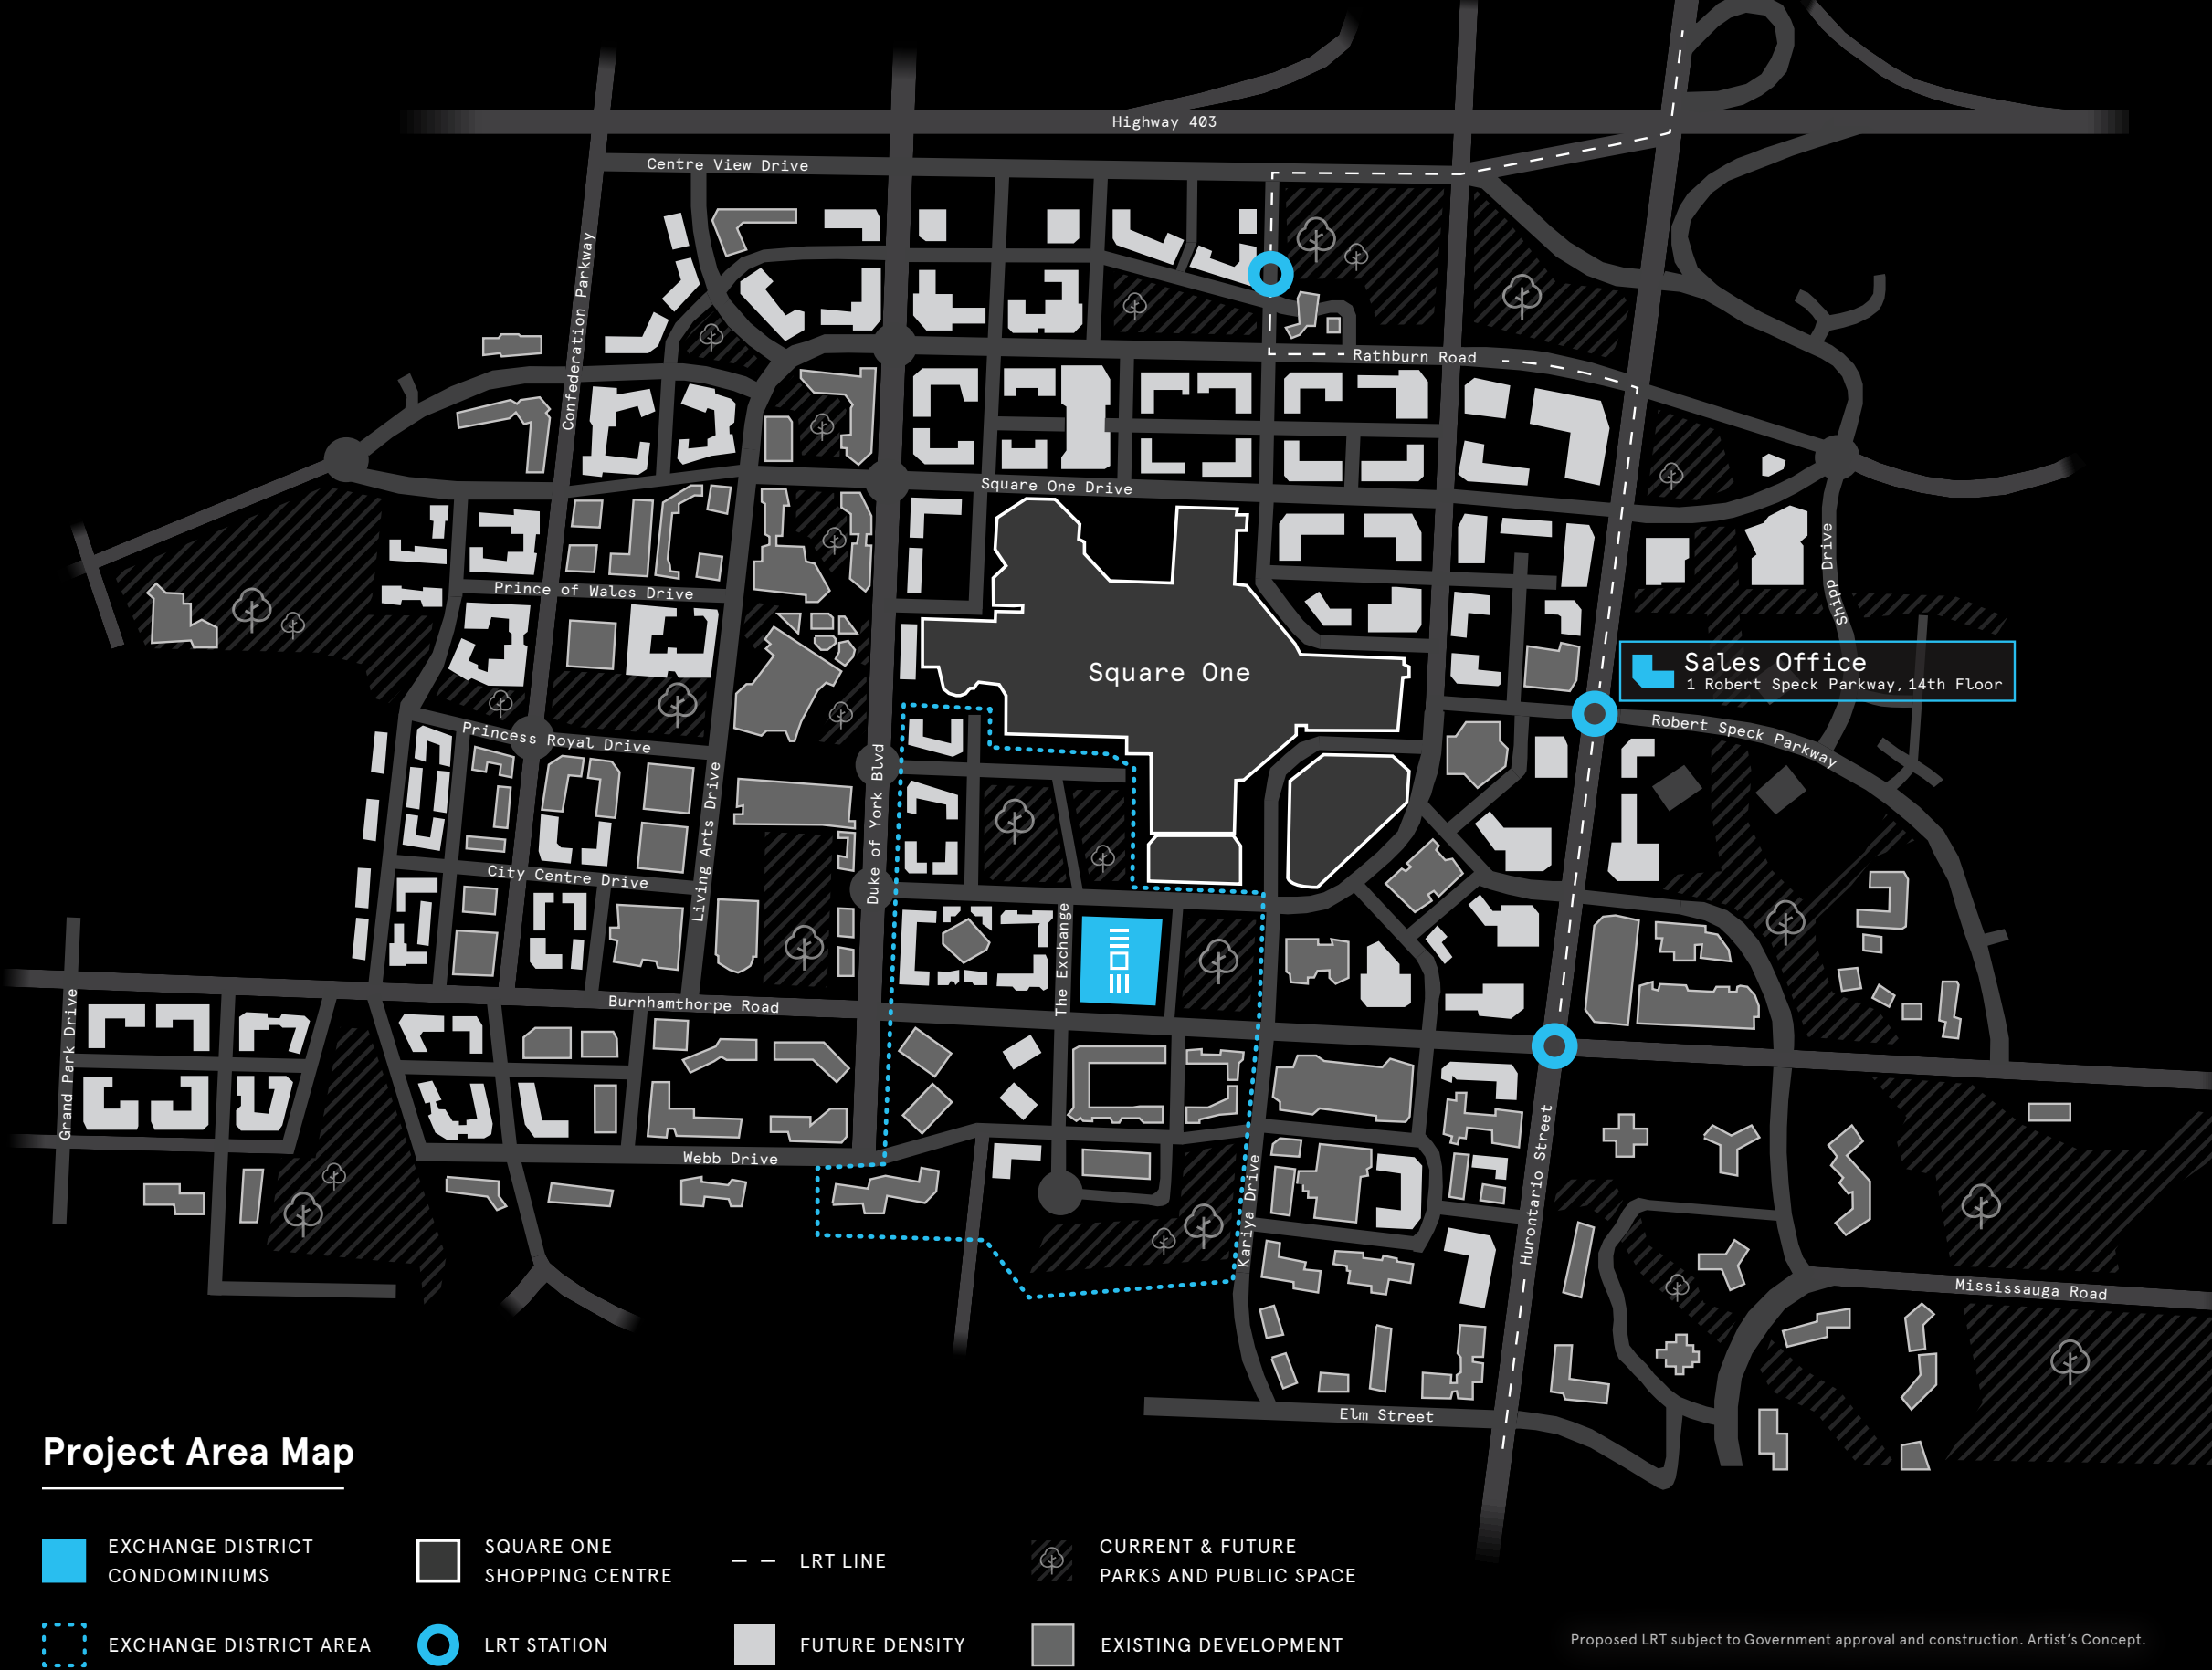 Highway 403
Centre View Drive
Confederation Parkway
Rathburn Road
Square One Drive
Prince of Wales Drive
Shipp Drive
Square One
Sales Office
1 Robert Speck Parkway, 14th Floor
Robert Speck Parkway
Princess Royal Drive
Living Arts Drive
Duke of York Blvd
City Centre Drive
The Exchange
Burnhamthorpe Road
Grand Park Drive
Webb Drive
Kariya Drive
Hurontario Street
Mississauga Road
Elm Street
Project Area Map
EXCHANGE DISTRICT
CONDOMINIUMS
SQUARE ONE
SHOPPING CENTRE
LRT LINE
CURRENT & FUTURE
PARKS AND PUBLIC SPACE
EXCHANGE DISTRICT AREA
LRT STATION
FUTURE DENSITY
EXISTING DEVELOPMENT
Proposed LRT subject to Government approval and construction. Artist's Concept.